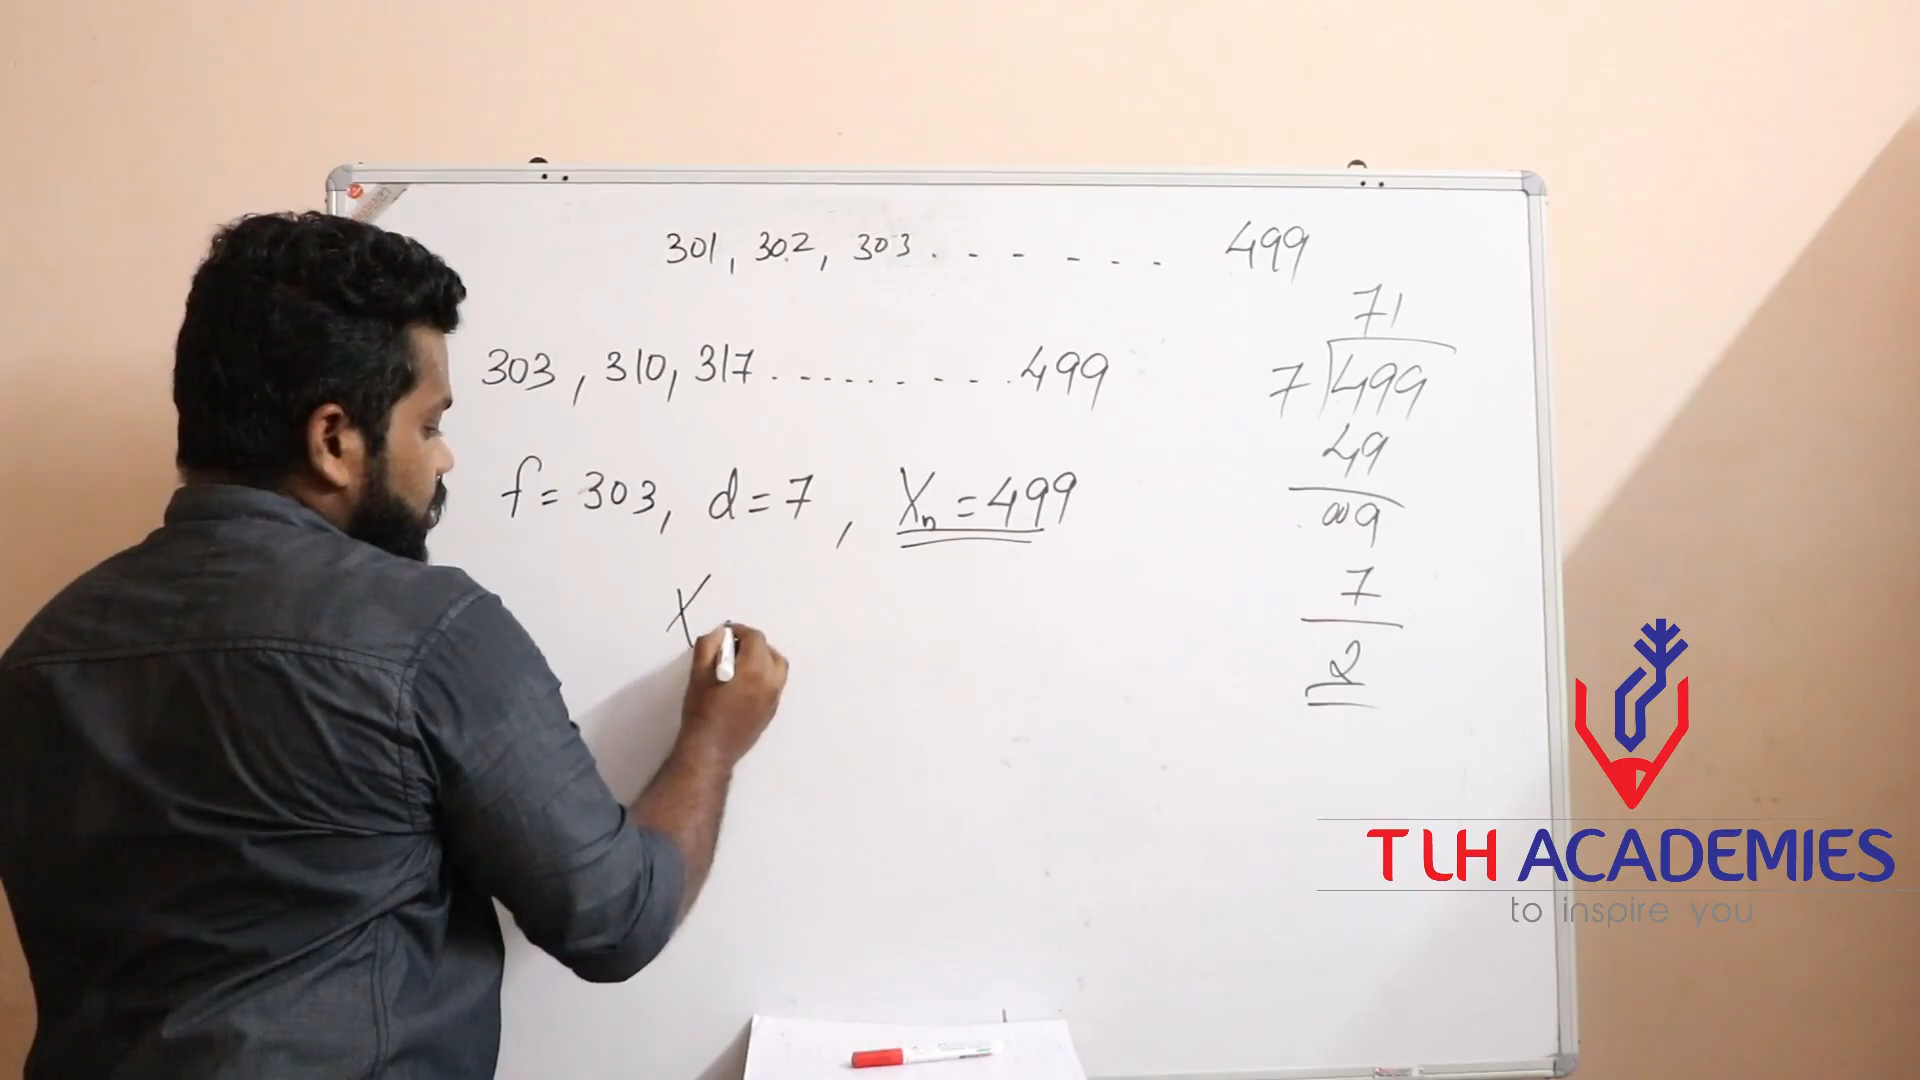 301, 302, 303. - - - - - 499
303, 310, 317. . . . . - - - . 499
f = 303, d = 7, Xn = 499
X
71
7 499
49
009
7
2
TLH ACADEMIES
to inspire you